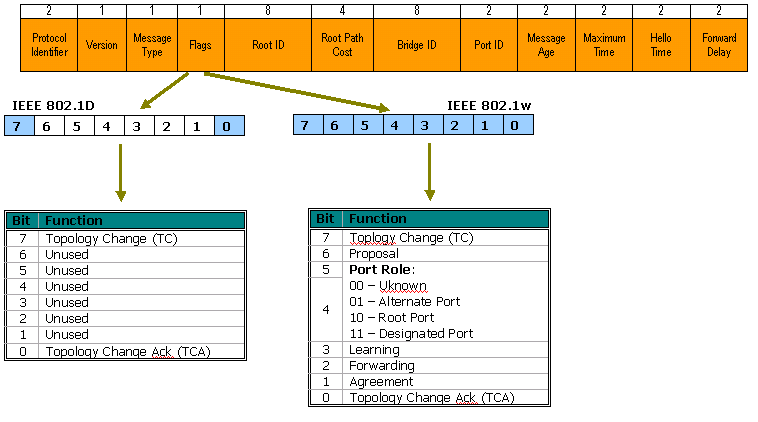 2 1 1 1 8 4 8 2 2 2 2 2
Protocol Identifier Version Message Type Flags Root ID Root Path Cost Bridge ID Port ID Message Age Maximum Time Hello Time Forward Delay
IEEE 802.1D
7 6 5 4 3 2 1 0
IEEE 802.1w
7 6 5 4 3 2 1 0
Bit Function
7 Topology Change (TC)
6 Unused
5 Unused
4 Unused
3 Unused
2 Unused
1 Unused
0 Topology Change Ack (TCA)
Bit Function
7 Toplogy Change (TC)
6 Proposal
5 Port Role:
4
00 – Uknown
01 – Alternate Port
10 – Root Port
11 – Designated Port
3 Learning
2 Forwarding
1 Agreement
0 Topology Change Ack (TCA)